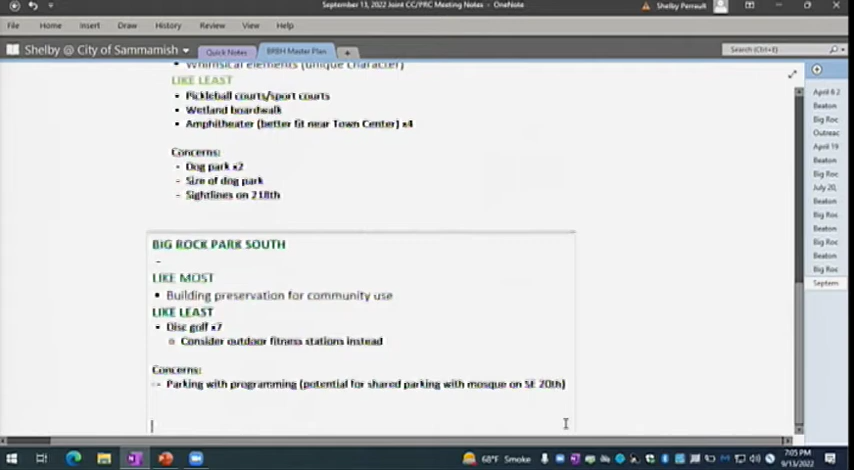 September 13, 2022 Joint CC/PRC Meeting Notes - OneNote
Shelby Perrault
File Home Insert Draw History Review View Help
Shelby @ City of Sammamish
Quick Notes
BRBH Master Plan
Search (Ctrl+E)
• Whimsical elements (unique character)
LIKE LEAST
• Pickleball courts/sport courts
• Wetland boardwalk
• Amphitheater (better fit near Town Center) x4
Concerns:
- Dog park x2
- Size of dog park
- Sightlines on 218th
BIG ROCK PARK SOUTH
-
LIKE MOST
• Building preservation for community use
LIKE LEAST
• Disc golf x7
o Consider outdoor fitness stations instead
Concerns:
- Parking with programming (potential for shared parking with mosque on SE 20th)
April 6 2
Beaton
Big Roc
Outreac
April 19
Beaton
Big Roc
July 20,
Beaton
Big Roc
Beaton
Big Roc
Beaton
Big Roc
Septem
68°F Smoke
7:05 PM
9/13/2022